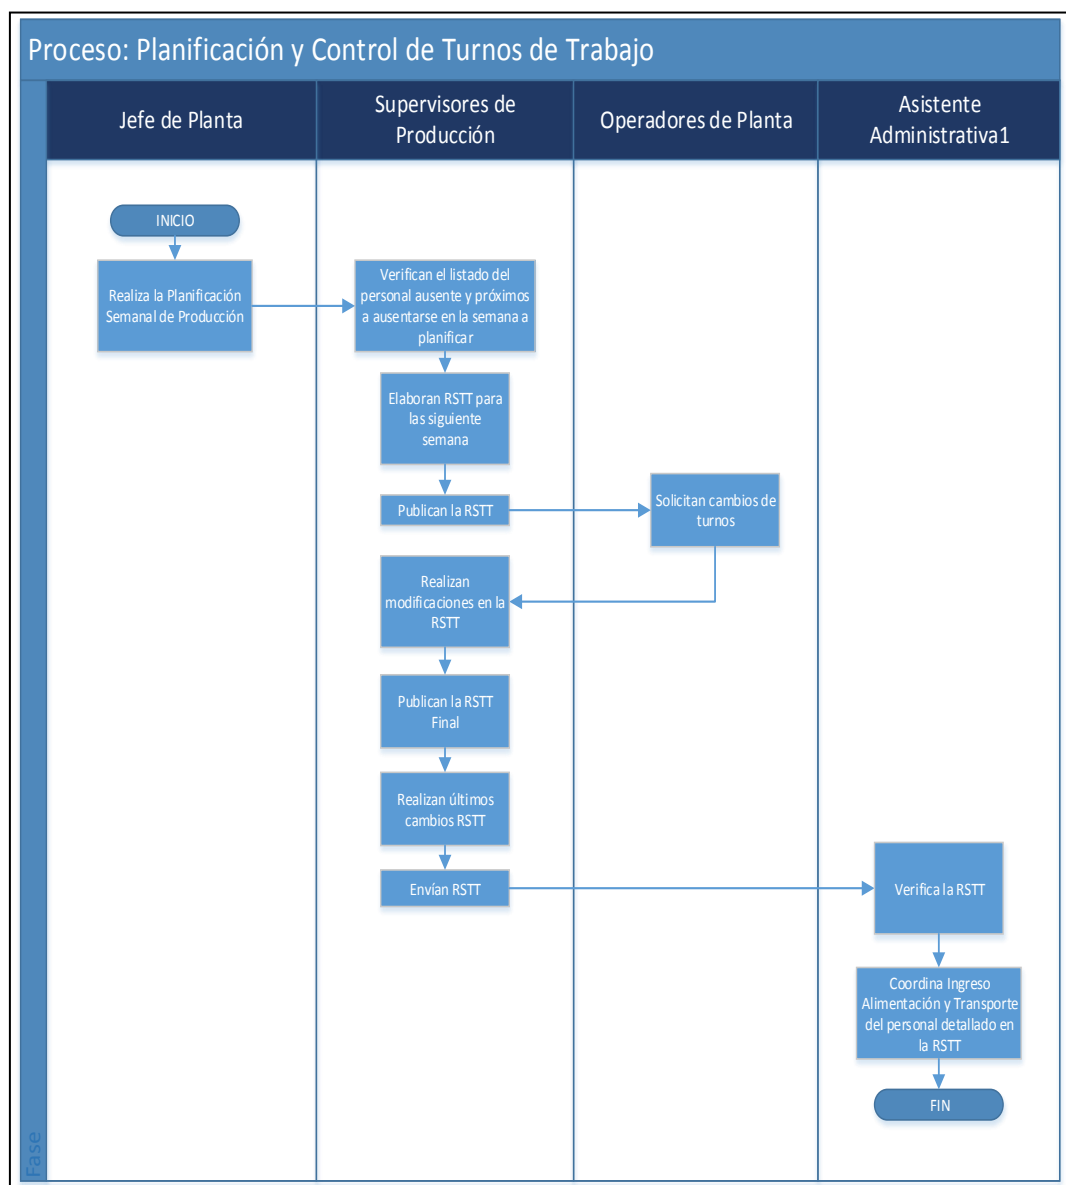 Proceso: Planificación y Control de Turnos de Trabajo
Jefe de Planta
Supervisores de
Producción
Operadores de Planta
Asistente
Administrativa1
INICIO
Realiza la Planificación
Semanal de Producción
Verifican el listado del
personal ausente y próximos
a ausentarse en la semana a
planificar
Elaboran RSTT para
las siguiente
semana
Publican la RSTT
Solicitan cambios de
turnos
Realizan
modificaciones en la
RSTT
Publican la RSTT
Final
Realizan últimos
cambios RSTT
Envían RSTT
Verifica la RSTT
Coordina Ingreso
Alimentación y Transporte
del personal detallado en
la RSTT
FIN
Fase